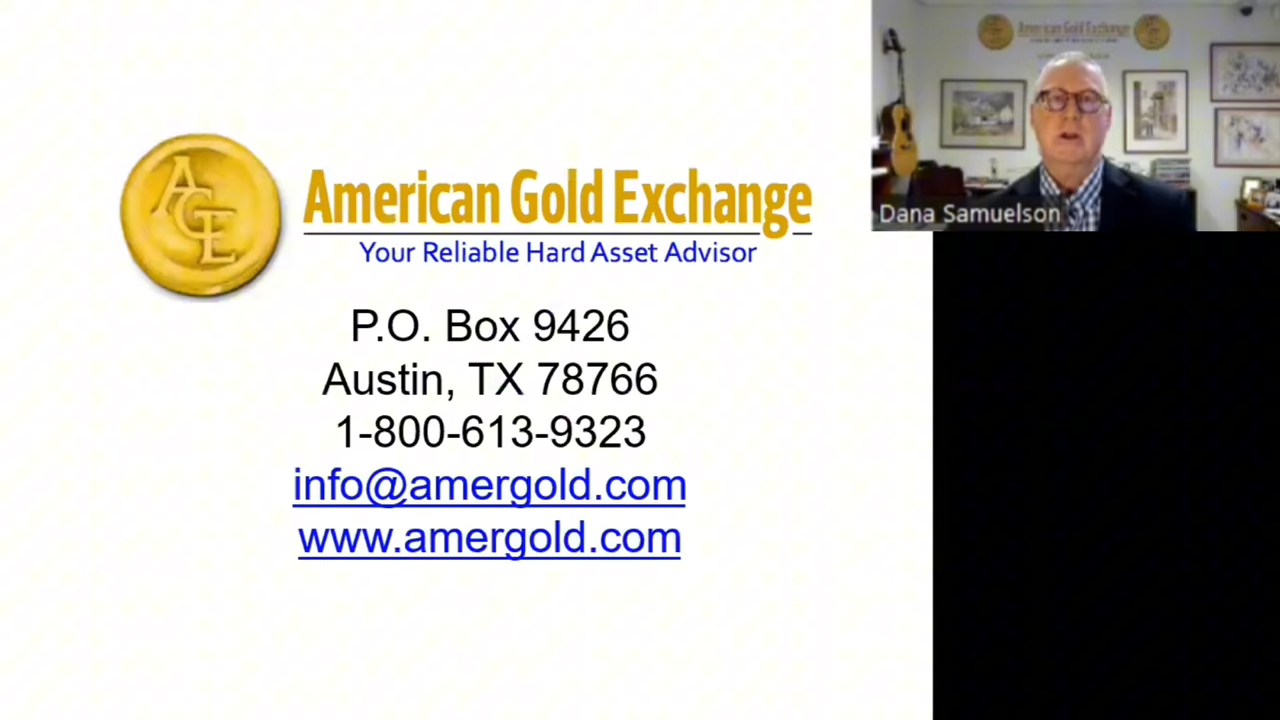 AGE
American Gold Exchange
Your Reliable Hard Asset Advisor
P.O. Box 9426
Austin, TX 78766
1-800-613-9323
info@amergold.com
www.amergold.com
American Gold Exchange
Dana Samuelson